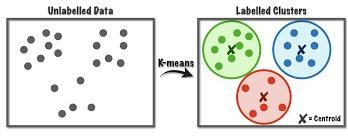 Unlabelled Data
Labelled Clusters
K-means
X = Centroid